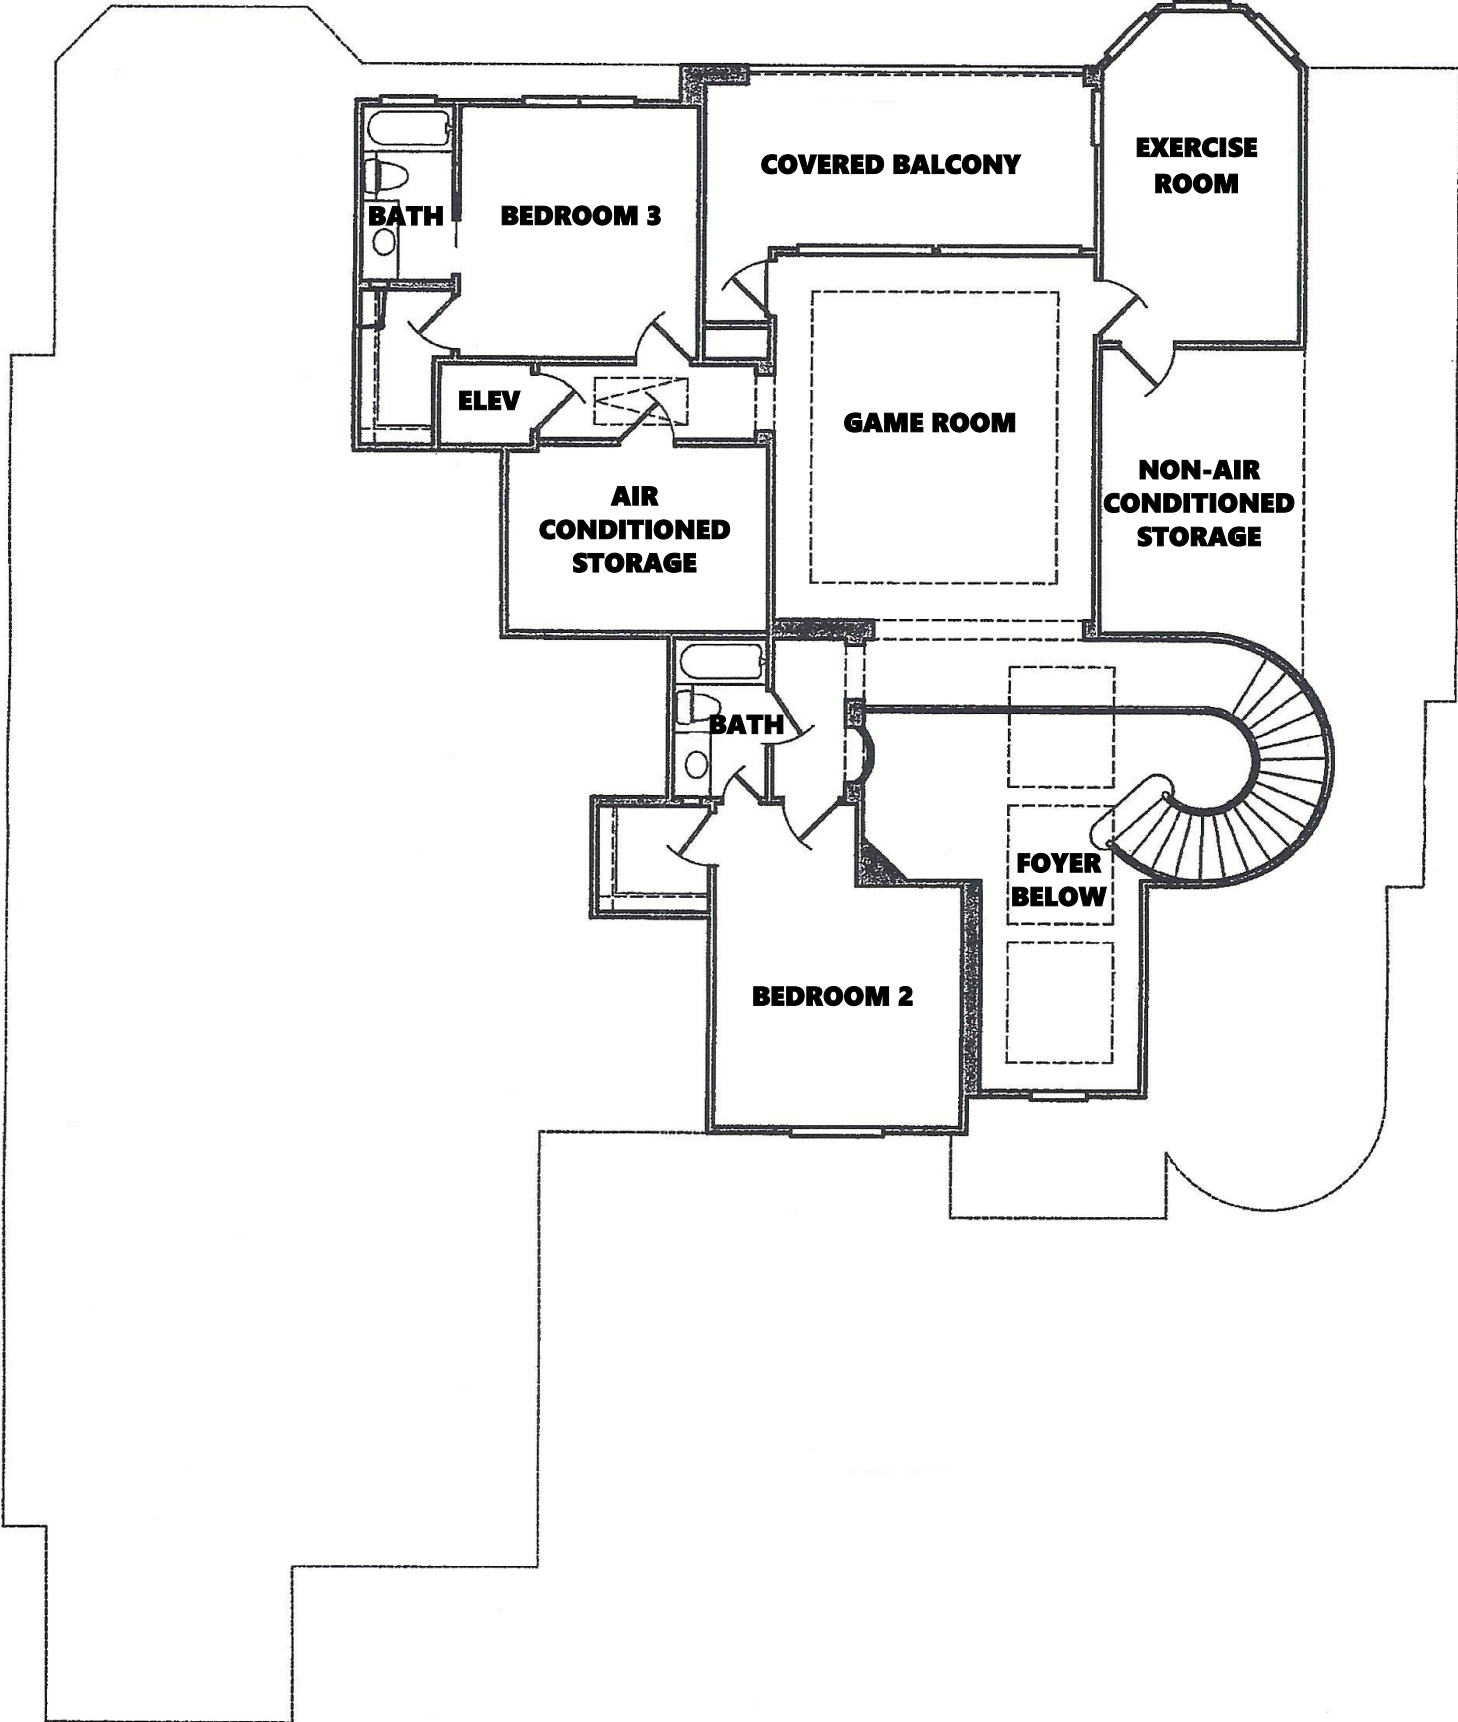 EXERCISE
ROOM
COVERED BALCONY
BATH
BEDROOM 3
ELEV
GAME ROOM
NON-AIR
CONDITIONED
STORAGE
AIR
CONDITIONED
STORAGE
BATH
FOYER
BELOW
BEDROOM 2